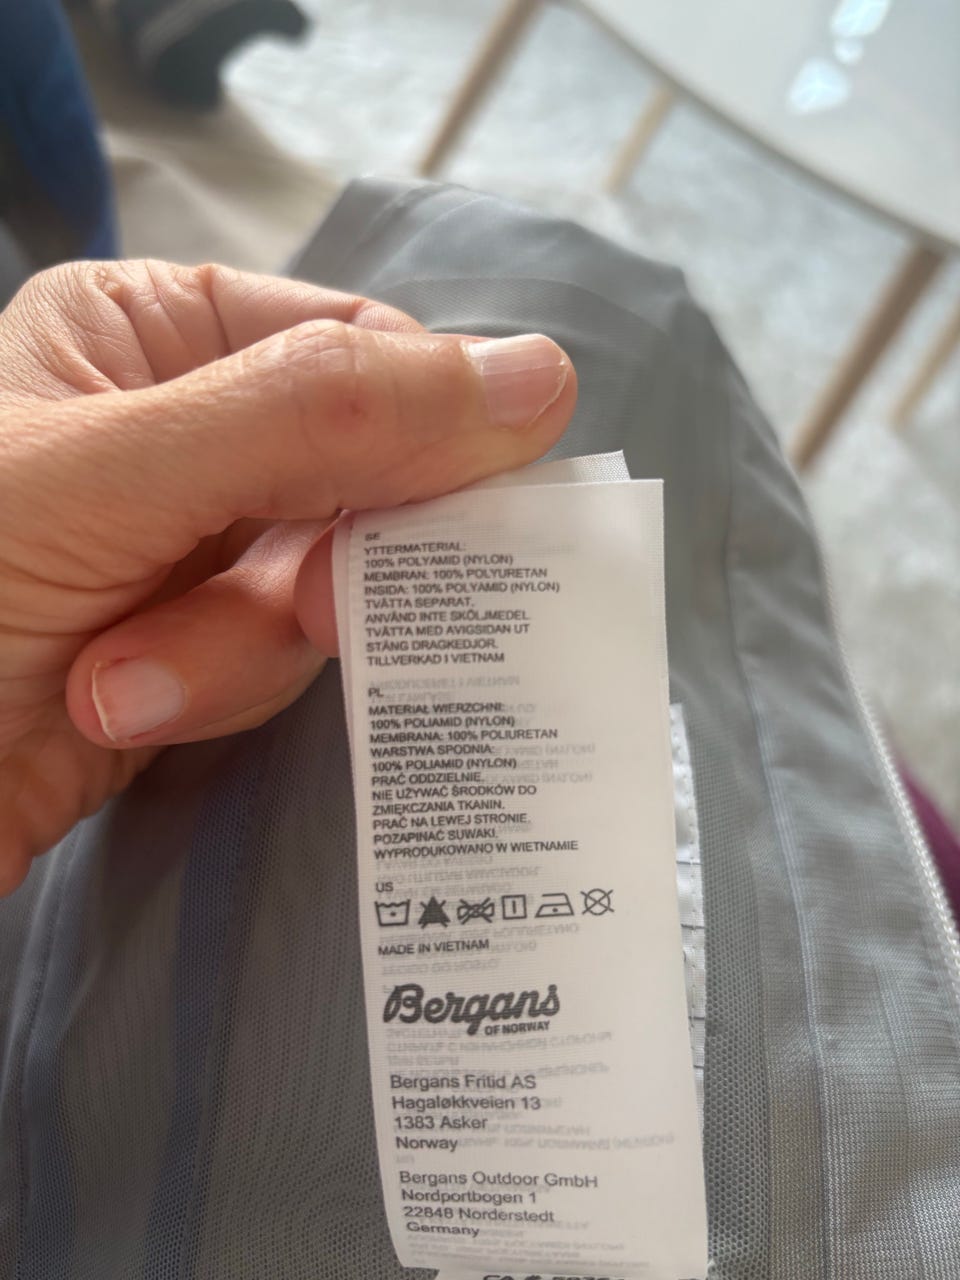 SE
YTTERMATERIAL:
100% POLYAMID (NYLON)
MEMBRAN: 100% POLYURETAN
INSIDA: 100% POLYAMID (NYLON)
TVÄTTA SEPARAT.
ANVÄND INTE SKÖLJMEDEL.
TVÄTTA MED AVIGSIDAN UT
STÄNG DRAGKEDJOR.
TILLVERKAD I VIETNAM
PL
MATERIAŁ WIERZCHNI:
100% POLIAMID (NYLON)
MEMBRANA: 100% POLIURETAN
WARSTWA SPODNIA:
100% POLIAMID (NYLON)
PRAĆ ODDZIELNIE.
NIE UŻYWAĆ ŚRODKÓW DO
ZMIĘKCZANIA TKANIN.
PRAĆ NA LEWEJ STRONIE.
POZAPINAĆ SUWAKI.
WYPRODUKOWANO W WIETNAMIE
US
MADE IN VIETNAM
Bergans
OF NORWAY
Bergans Fritid AS
Hagaløkkveien 13
1383 Asker
Norway
Bergans Outdoor GmbH
Nordportbogen 1
22848 Norderstedt
Germany